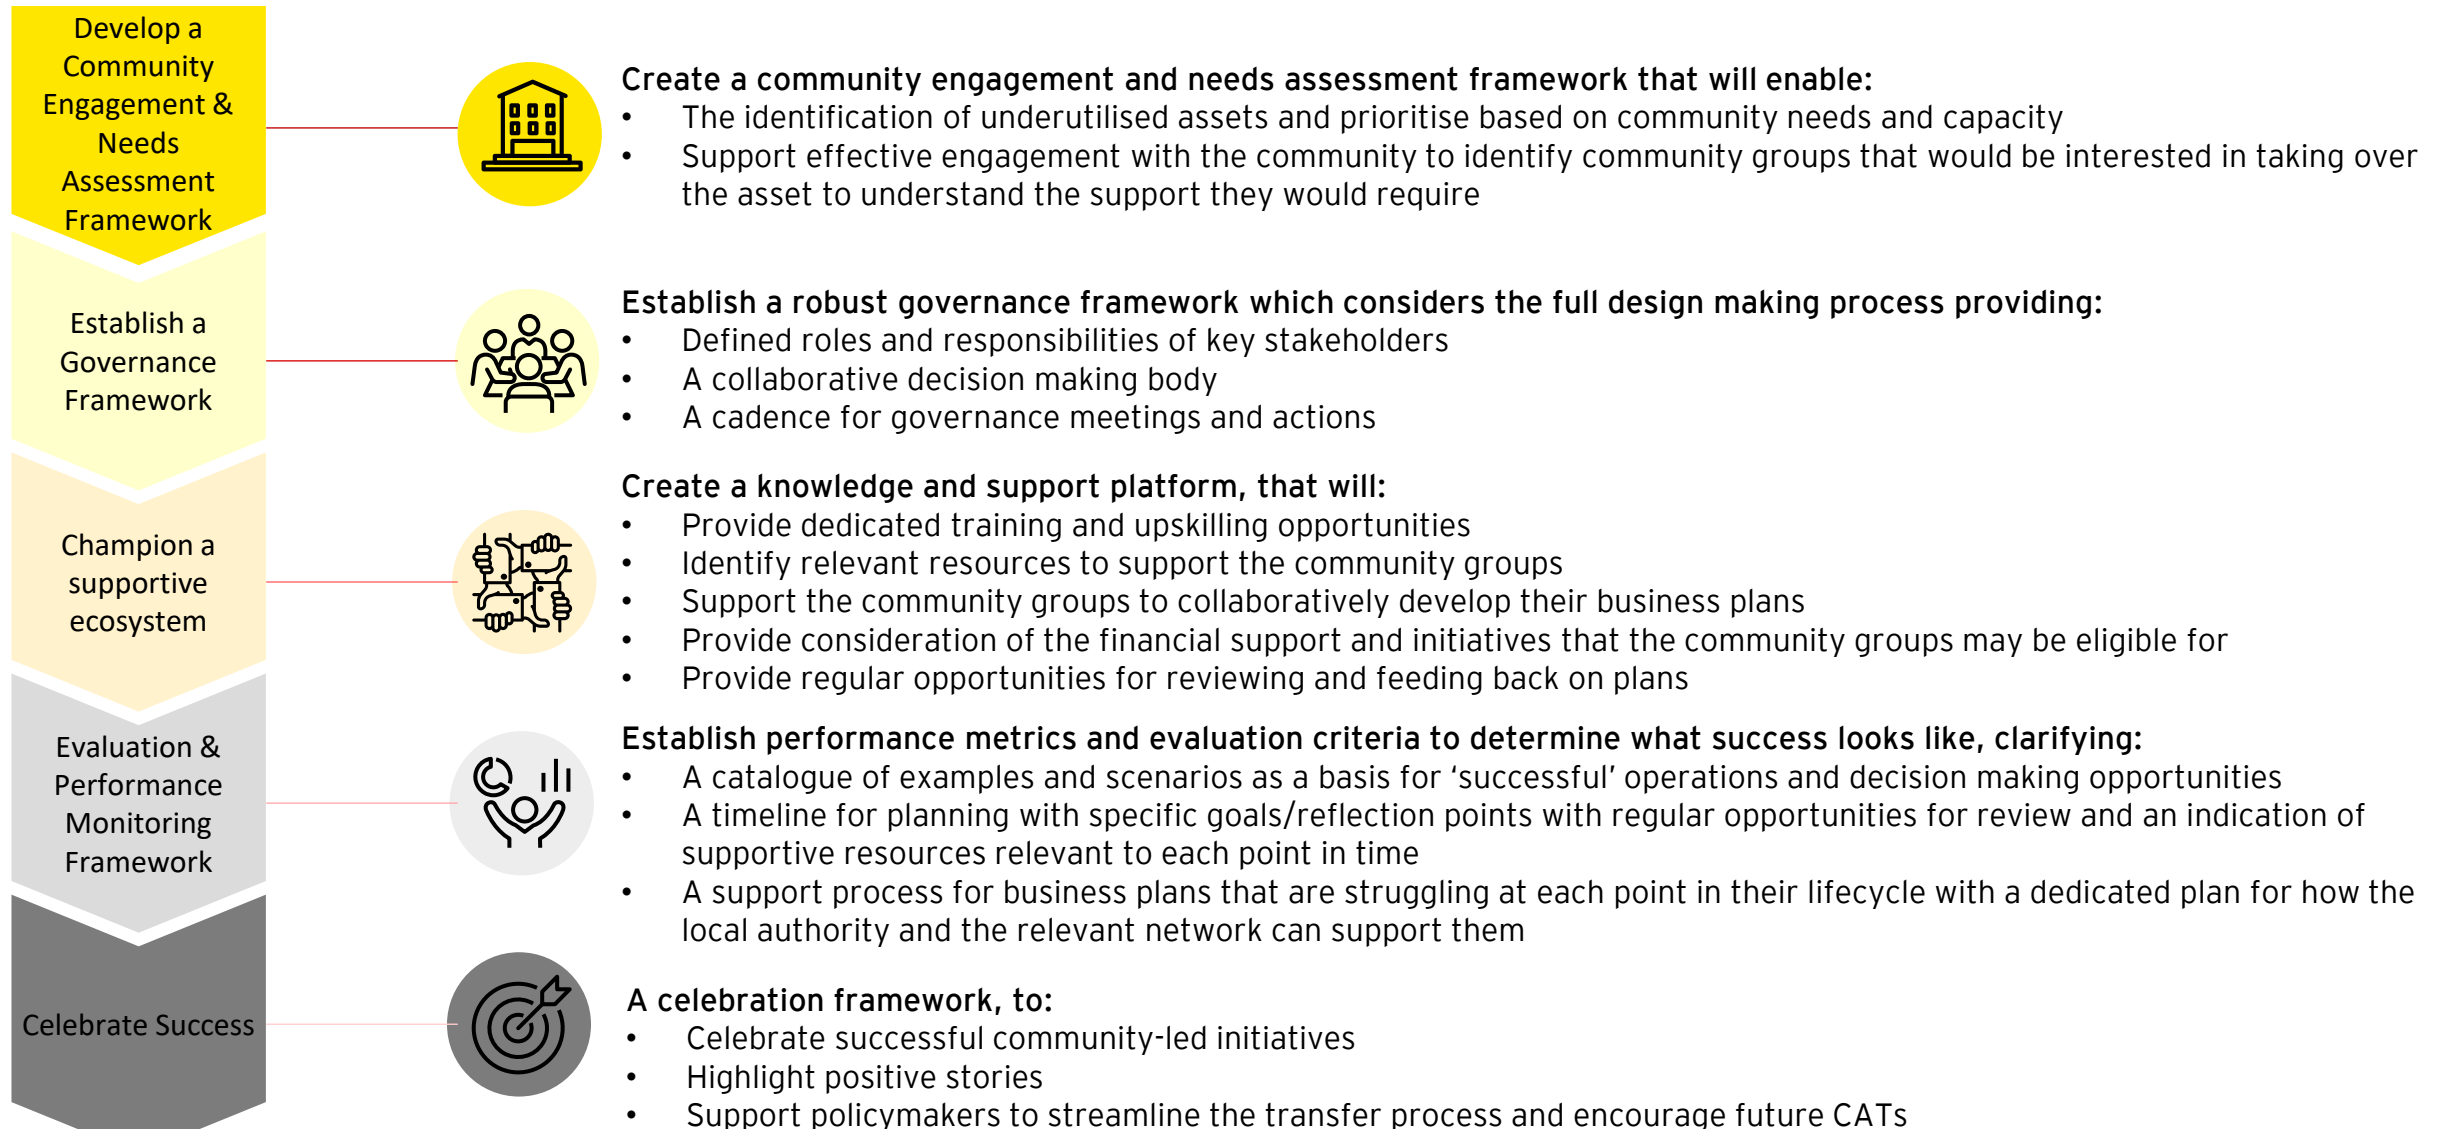 Develop a
Community
Engagement &
Needs
Assessment
Framework
Create a community engagement and needs assessment framework that will enable:
• The identification of underutilised assets and prioritise based on community needs and capacity
• Support effective engagement with the community to identify community groups that would be interested in taking over
the asset to understand the support they would require
Establish a
Governance
Framework
Establish a robust governance framework which considers the full design making process providing:
• Defined roles and responsibilities of key stakeholders
• A collaborative decision making body
• A cadence for governance meetings and actions
Champion a
supportive
ecosystem
Create a knowledge and support platform, that will:
• Provide dedicated training and upskilling opportunities
• Identify relevant resources to support the community groups
• Support the community groups to collaboratively develop their business plans
• Provide consideration of the financial support and initiatives that the community groups may be eligible for
• Provide regular opportunities for reviewing and feeding back on plans
Evaluation &
Performance
Monitoring
Framework
Establish performance metrics and evaluation criteria to determine what success looks like, clarifying:
• A catalogue of examples and scenarios as a basis for ‘successful’ operations and decision making opportunities
• A timeline for planning with specific goals/reflection points with regular opportunities for review and an indication of
supportive resources relevant to each point in time
• A support process for business plans that are struggling at each point in their lifecycle with a dedicated plan for how the
local authority and the relevant network can support them
Celebrate Success
A celebration framework, to:
• Celebrate successful community-led initiatives
• Highlight positive stories
• Support policymakers to streamline the transfer process and encourage future CATs